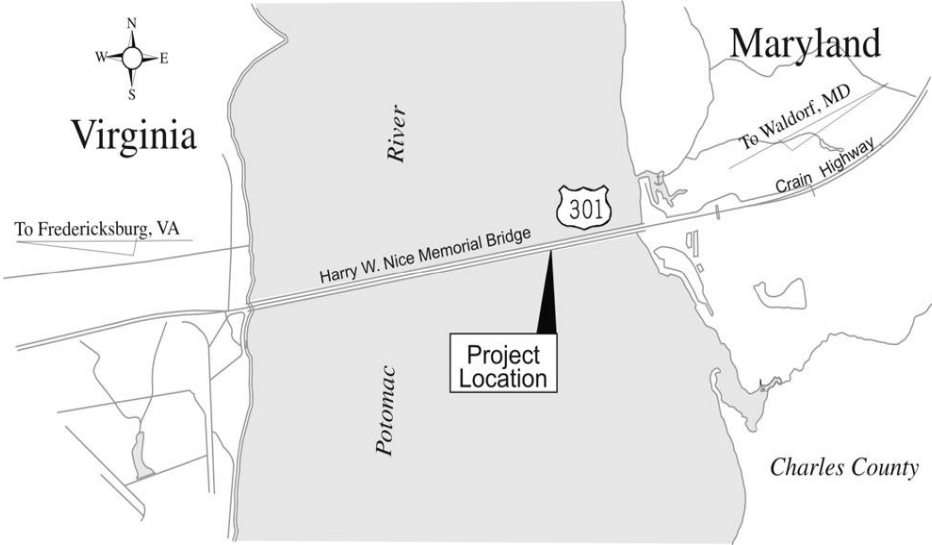 N
W E
S
Virginia
Maryland
River
To Waldorf, MD
Crain Highway
301
To Fredericksburg, VA
Harry W. Nice Memorial Bridge
Project
Location
Potomac
Charles County